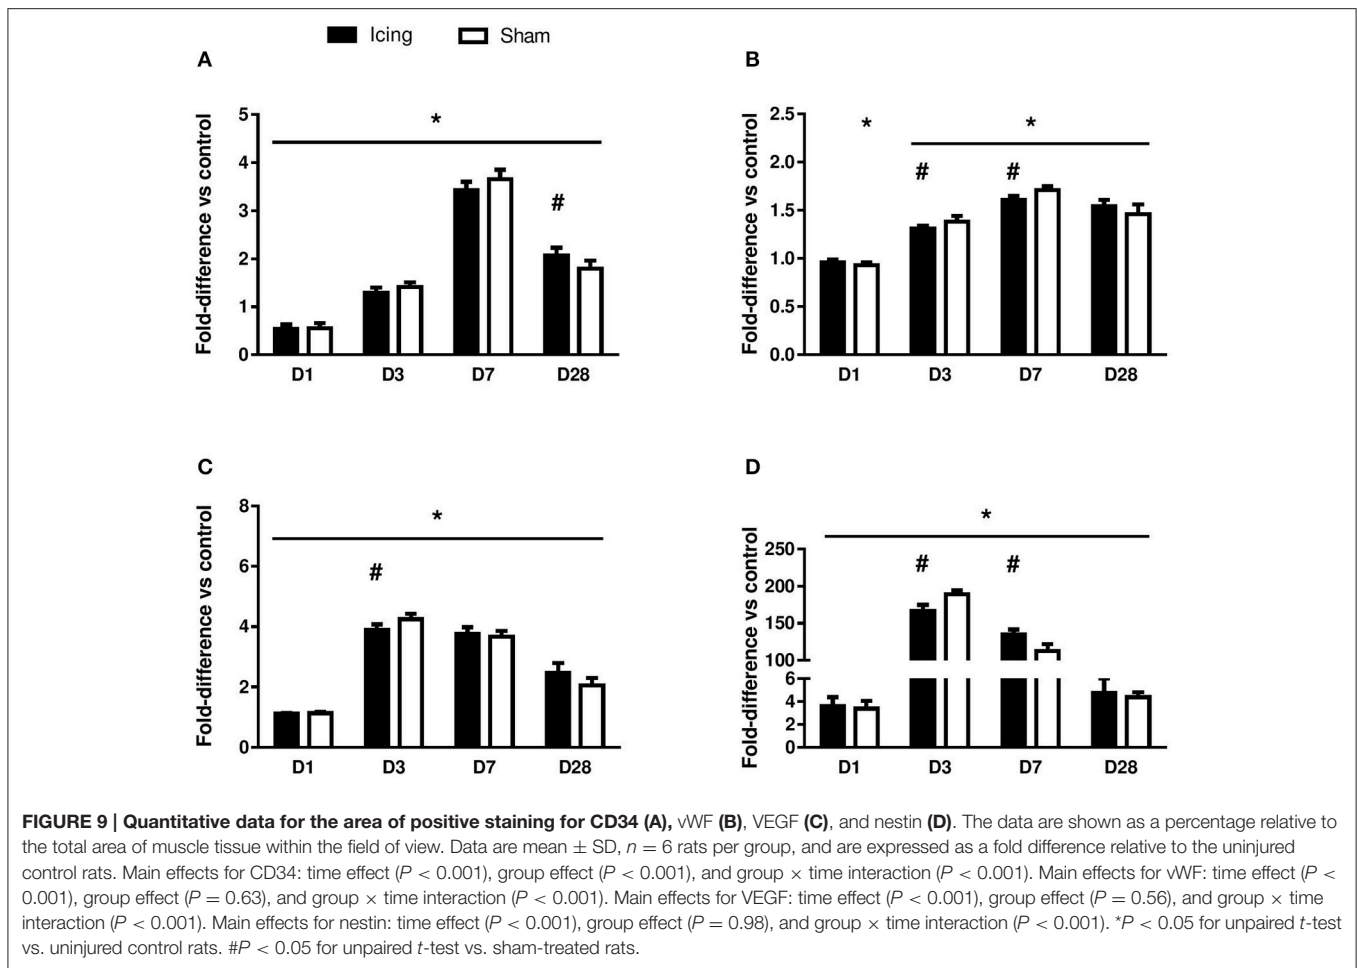 Icing Sham
A
Fold-difference vs control
5
4
3
2
1
0
*
#
D1 D3 D7 D28
B
Fold-difference vs control
2.5
2.0
1.5
1.0
0.5
0.0
* *
# #
D1 D3 D7 D28
C
Fold-difference vs control
8
6
4
2
0
*
#
D1 D3 D7 D28
D
Fold-difference vs control
250
200
150
100
6
4
2
0
*
# #
D1 D3 D7 D28
FIGURE 9 | Quantitative data for the area of positive staining for CD34 (A), vWF (B), VEGF (C), and nestin (D). The data are shown as a percentage relative to
the total area of muscle tissue within the field of view. Data are mean ± SD, n = 6 rats per group, and are expressed as a fold difference relative to the uninjured
control rats. Main effects for CD34: time effect (P < 0.001), group effect (P < 0.001), and group × time interaction (P < 0.001). Main effects for vWF: time effect (P <
0.001), group effect (P = 0.63), and group × time interaction (P < 0.001). Main effects for VEGF: time effect (P < 0.001), group effect (P = 0.56), and group × time
interaction (P < 0.001). Main effects for nestin: time effect (P < 0.001), group effect (P = 0.98), and group × time interaction (P < 0.001). *P < 0.05 for unpaired t-test
vs. uninjured control rats. #P < 0.05 for unpaired t-test vs. sham-treated rats.